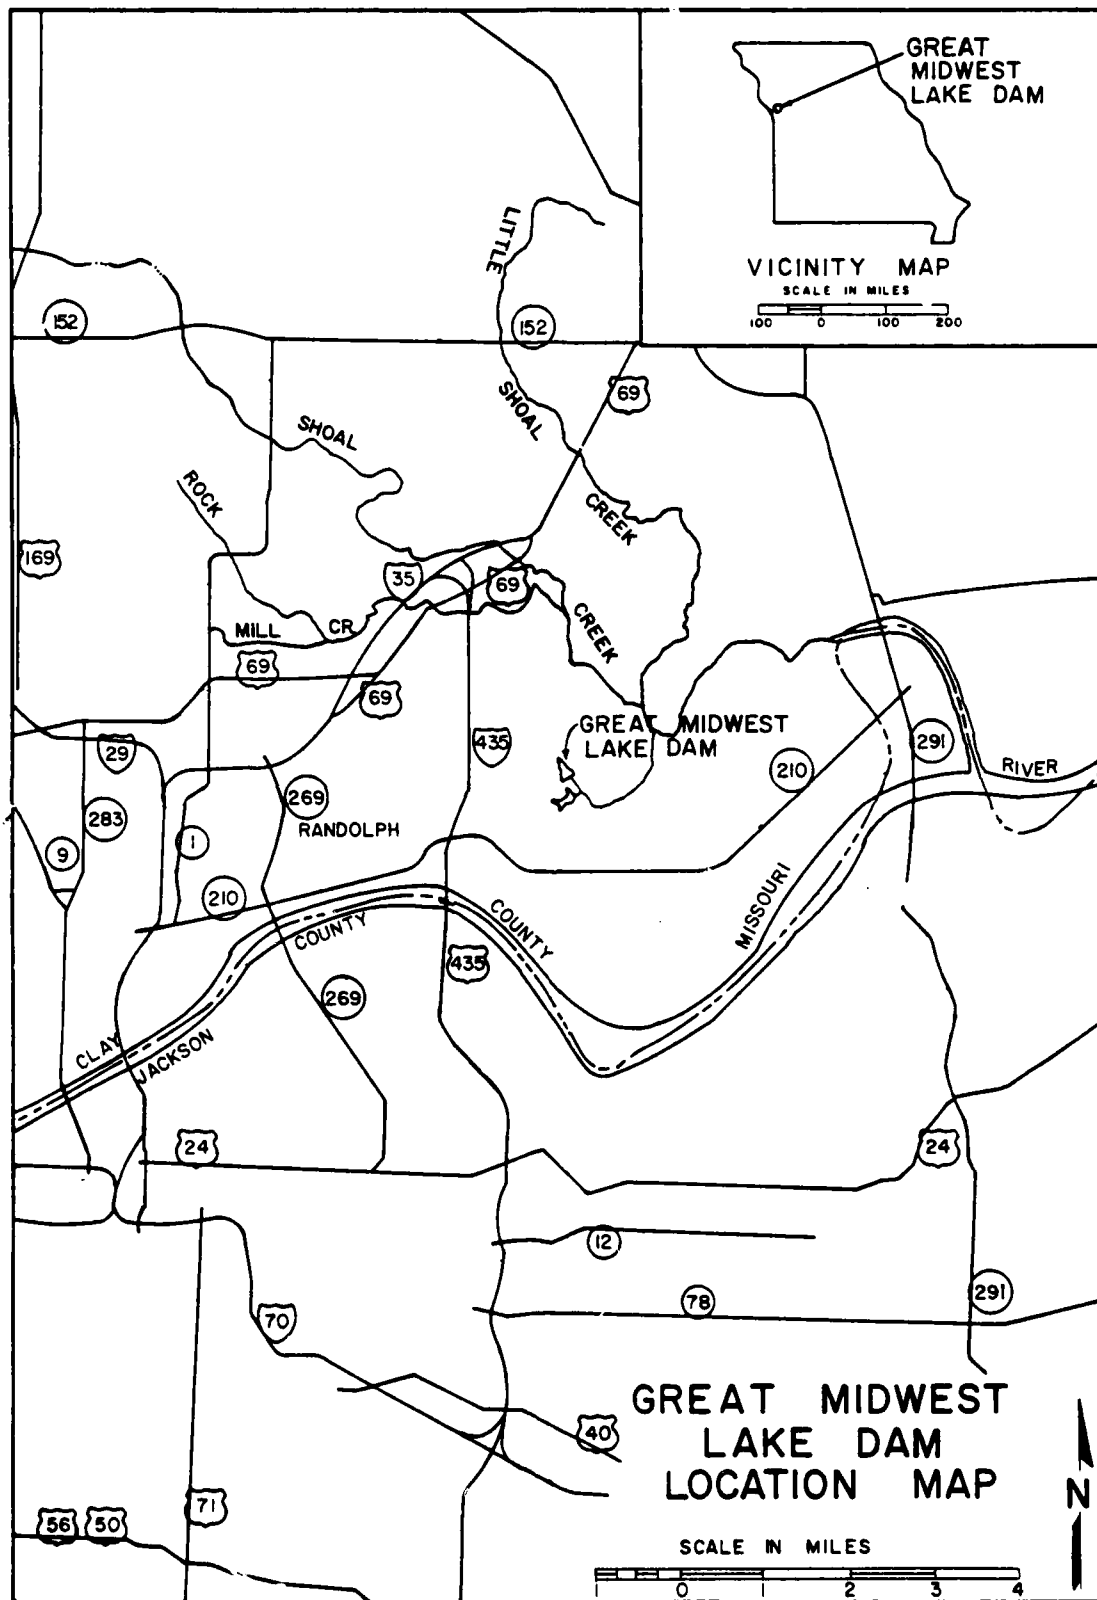 GREAT
MIDWEST
LAKE DAM
VICINITY MAP
SCALE IN MILES
100 0 100 200
LITTLE
152
152
69
SHOAL
SHOAL
ROCK
CREEK
169
35
69
CREEK
MILL CR.
69
69
GREAT MIDWEST
LAKE DAM
29
435
291
210
RIVER
269
283
RANDOLPH
1
9
210
MISSOURI
COUNTY
COUNTY
435
269
CLAY
JACKSON
24
24
12
291
78
70
GREAT MIDWEST
LAKE DAM
LOCATION MAP
40
N
71
56
50
SCALE IN MILES
1 0 1 2 3 4